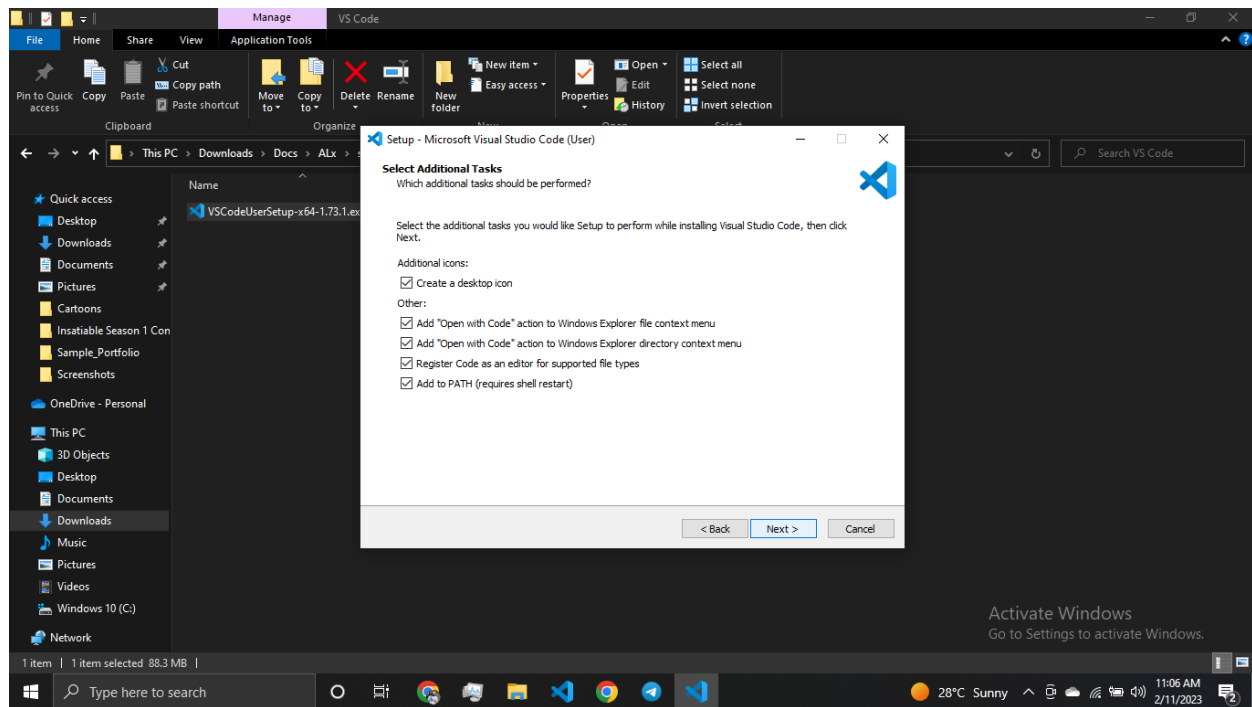 Manage
VS Code
File
Home
Share
View
Application Tools
Pin to Quick
access
Copy
Paste
Cut
Copy path
Paste shortcut
Move
to
Copy
to
Delete
Rename
New
folder
New item
Easy access
Properties
Open
Edit
History
Select all
Select none
Invert selection
Clipboard
Organize
New
Open
Select
This PC > Downloads > Docs > ALx >
Search VS Code
Name
VSCodeUserSetup-x64-1.73.1.ex
Quick access
Desktop
Downloads
Documents
Pictures
Cartoons
Insatiable Season 1 Con
Sample_Portfolio
Screenshots
OneDrive - Personal
This PC
3D Objects
Desktop
Documents
Downloads
Music
Pictures
Videos
Windows 10 (C:)
Network
Setup - Microsoft Visual Studio Code (User)
Select Additional Tasks
Which additional tasks should be performed?
Select the additional tasks you would like Setup to perform while installing Visual Studio Code, then click
Next.
Additional icons:
Create a desktop icon
Other:
Add "Open with Code" action to Windows Explorer file context menu
Add "Open with Code" action to Windows Explorer directory context menu
Register Code as an editor for supported file types
Add to PATH (requires shell restart)
< Back
Next >
Cancel
Activate Windows
Go to Settings to activate Windows.
1 item
1 item selected 88.3 MB
Type here to search
28°C Sunny
11:06 AM
2/11/2023
2